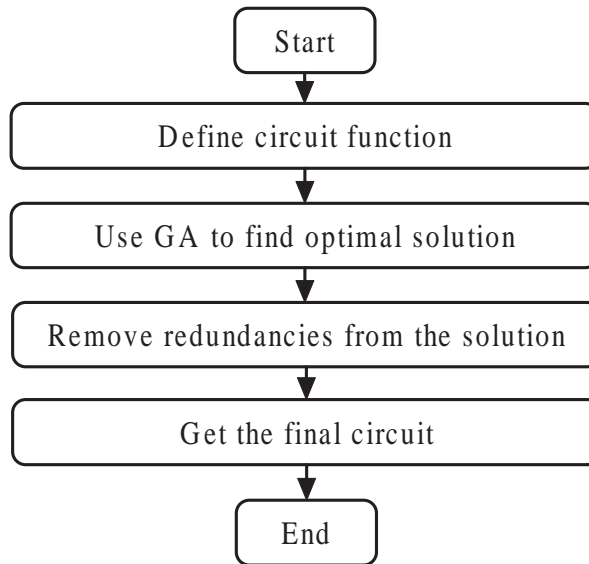 Start
Define circuit function
Use GA to find optimal solution
Remove redundancies from the solution
Get the final circuit
End